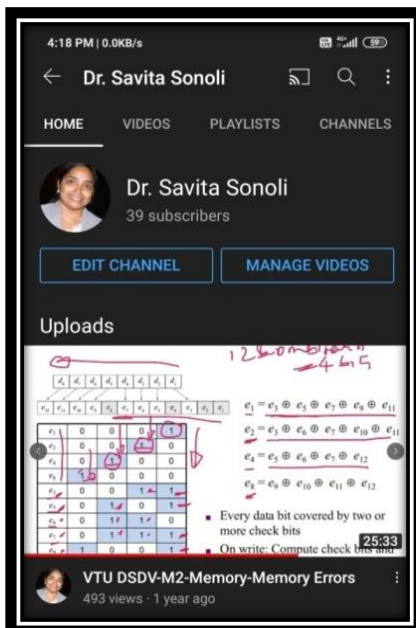 4:18 PM | 0.0KB/s 59
Dr. Savita Sonoli
HOME VIDEOS PLAYLISTS CHANNELS
Dr. Savita Sonoli
39 subscribers
EDIT CHANNEL MANAGE VIDEOS
Uploads
e₁ = e₃ ⊕ e₅ ⊕ e₇ ⊕ e₉ ⊕ e₁₁
e₂ = e₃ ⊕ e₆ ⊕ e₇ ⊕ e₁₀ ⊕ e₁₁
e₄ = e₅ ⊕ e₆ ⊕ e₇ ⊕ e₁₂
e₈ = e₉ ⊕ e₁₀ ⊕ e₁₁ ⊕ e₁₂
Every data bit covered by two or
more check bits
On write: Compute check bits and
25:33
VTU DSDV-M2-Memory-Memory Errors
493 views · 1 year ago